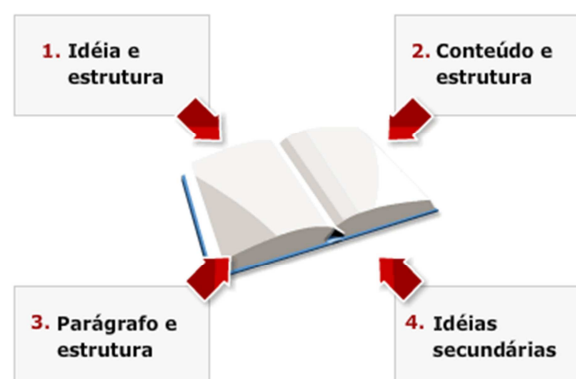 1. Idéia e
estrutura
2. Conteúdo e
estrutura
3. Parágrafo e
estrutura
4. Idéias
secundárias